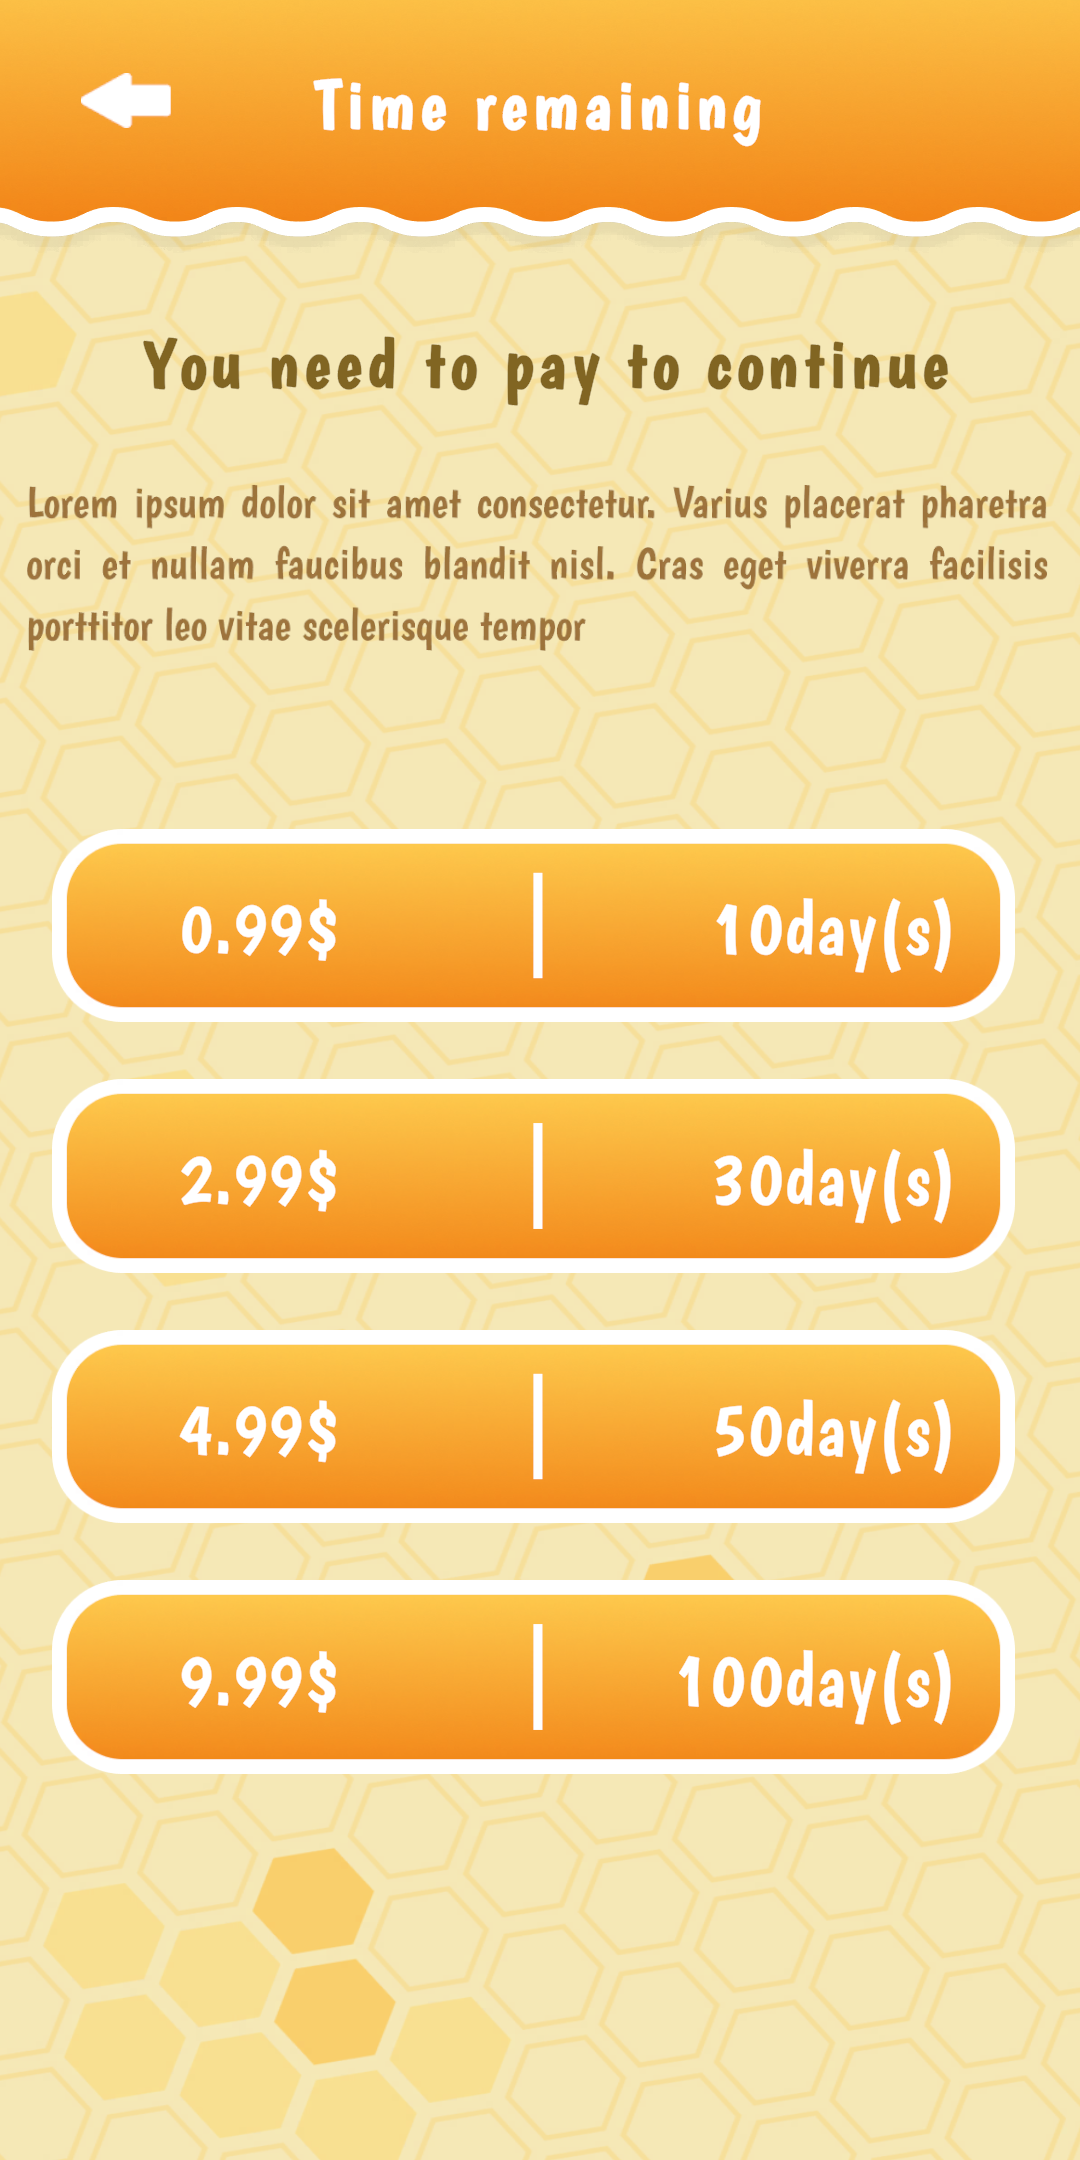 Time remaining
You need to pay to continue
Lorem ipsum dolor sit amet consectetur. Varius placerat pharetra
orci et nullam faucibus blandit nisl. Cras eget viverra facilisis
porttitor leo vitae scelerisque tempor
0.99$ 10day(s)
2.99$ 30day(s)
4.99$ 50day(s)
9.99$ 100day(s)